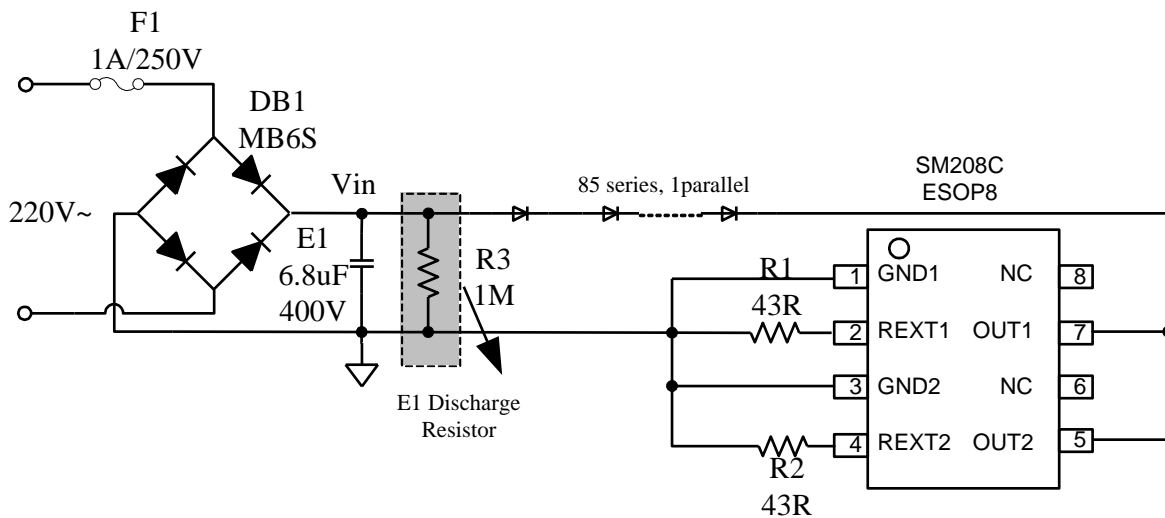 F1
1A/250V
DB1
MB6S
220V~
Vin
E1
6.8uF
400V
R3
1M
E1 Discharge
Resistor
85 series, 1parallel
SM208C
ESOP8
R1
43R
R2
43R
1 GND1 NC 8
2 REXT1 OUT1 7
3 GND2 NC 6
4 REXT2 OUT2 5